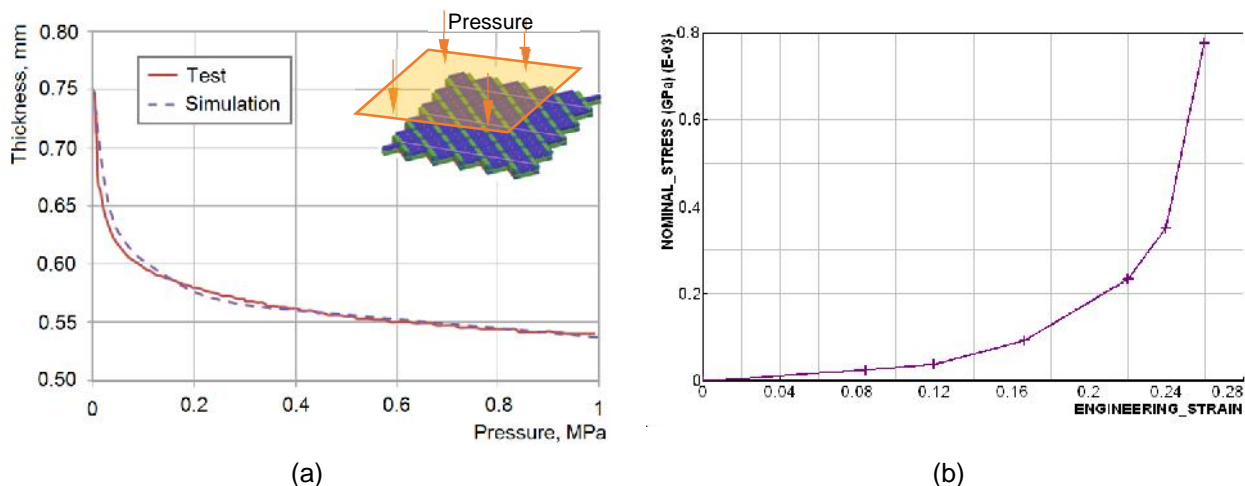 Thickness, mm
0.80
0.75
0.70
0.65
0.60
0.55
0.50
Test
Simulation
Pressure
0
0.2
0.4
0.6
0.8
1
Pressure, MPa
(a)
NOMINAL_STRESS (GPa) (E-03)
0.8
0.6
0.4
0.2
0
0
0.04
0.08
0.12
0.16
0.2
0.24
0.28
ENGINEERING_STRAIN
(b)